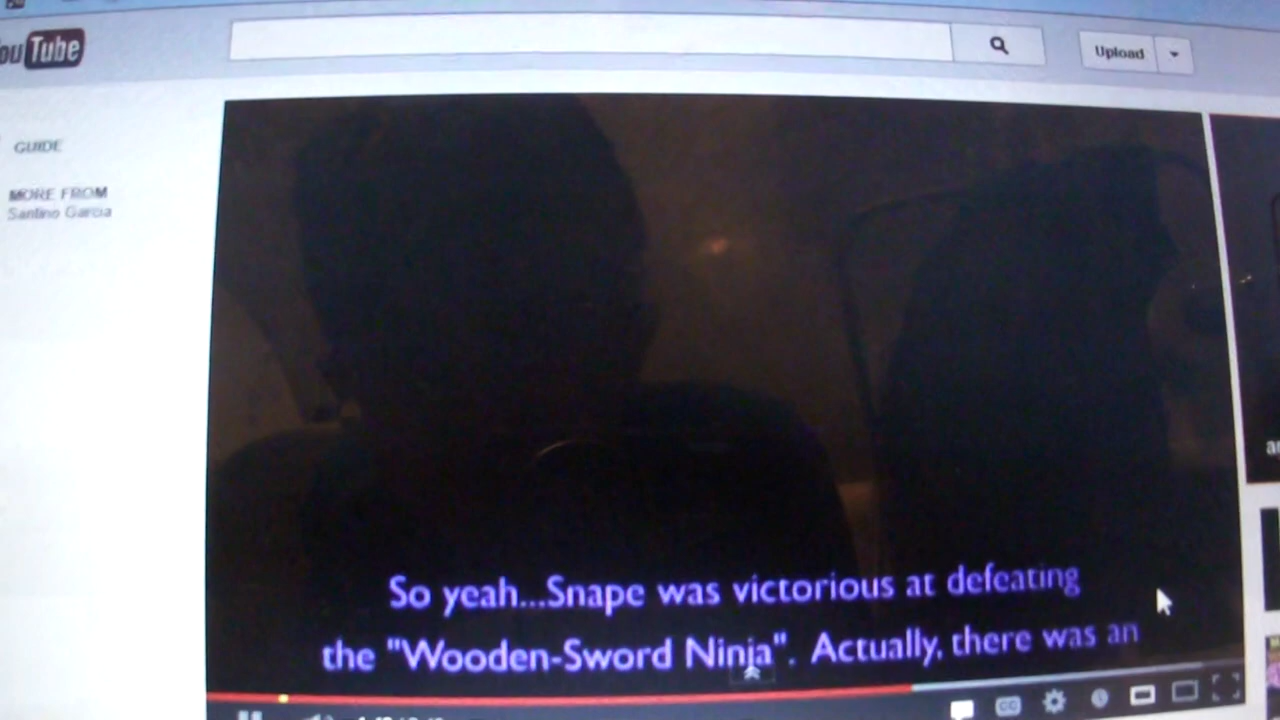 YouTube
Upload
GUIDE
MORE FROM
Santino Garcia
So yeah...Snape was victorious at defeating
the "Wooden-Sword Ninja". Actually, there was an
CC